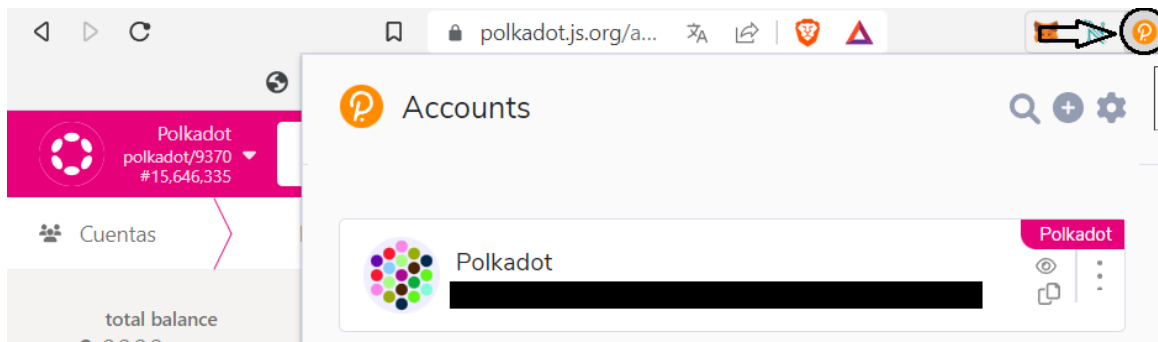 polkadot.js.org/a...
Accounts
Polkadot
polkadot/9370
#15,646,335
Cuentas
Polkadot
Polkadot
total balance